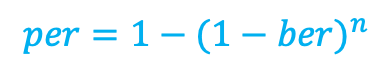 per = 1 − (1 − ber)ⁿ